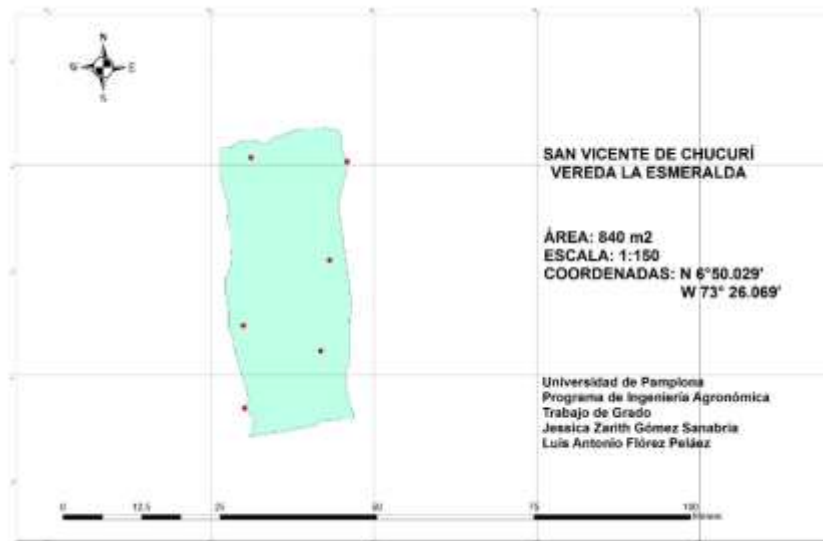 N
E
S
SAN VICENTE DE CHUCURÍ
VEREDA LA ESMERALDA
ÁREA: 840 m2
ESCALA: 1:150
COORDENADAS: N 6°50.029'
W 73° 26.069'
Universidad de Pamplona
Programa de Ingeniería Agronómica
Trabajo de Grado
Jessica Zarith Gómez Sanabria
Luis Antonio Flórez Peláez
0 12,5 25 50 75 100